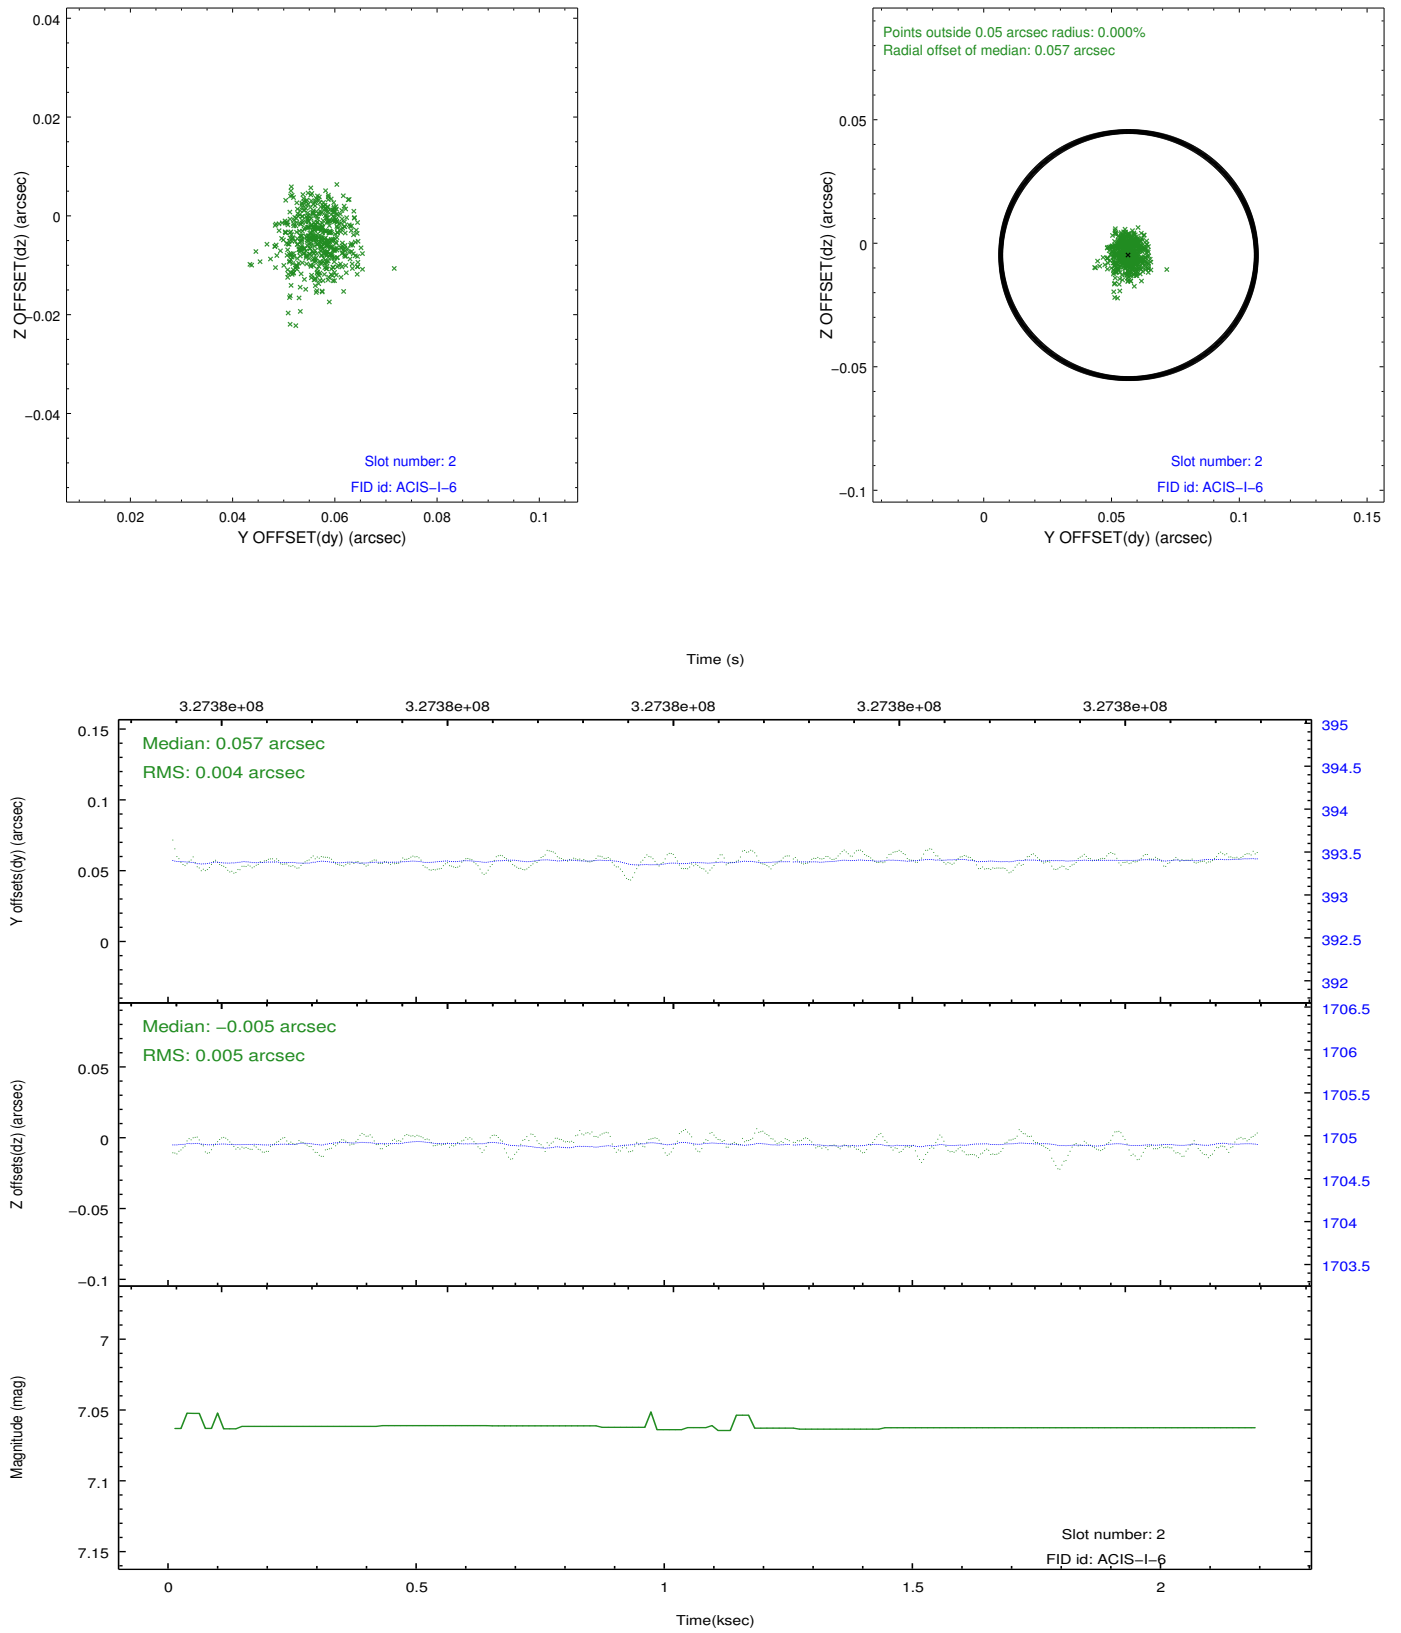 0.04
0.02
0
−0.02
−0.04
Z OFFSET(dz) (arcsec)
Slot number: 2
FID id: ACIS−I−6
0.02 0.04 0.06 0.08 0.1
Y OFFSET(dy) (arcsec)
Points outside 0.05 arcsec radius: 0.000%
Radial offset of median: 0.057 arcsec
0.05
0
−0.05
−0.1
Z OFFSET(dz) (arcsec)
Slot number: 2
FID id: ACIS−I−6
0 0.05 0.1 0.15
Y OFFSET(dy) (arcsec)
Time (s)
3.2738e+08 3.2738e+08 3.2738e+08 3.2738e+08 3.2738e+08
Median: 0.057 arcsec
RMS: 0.004 arcsec
0.15
0.1
0.05
0
Y offsets(dy) (arcsec)
395
394.5
394
393.5
393
392.5
392
Median: −0.005 arcsec
RMS: 0.005 arcsec
0.05
0
−0.05
−0.1
Z offsets(dz) (arcsec)
1706.5
1706
1705.5
1705
1704.5
1704
1703.5
7
7.05
7.1
7.15
Magnitude (mag)
Slot number: 2
FID id: ACIS−I−6
0 0.5 1 1.5 2
Time(ksec)